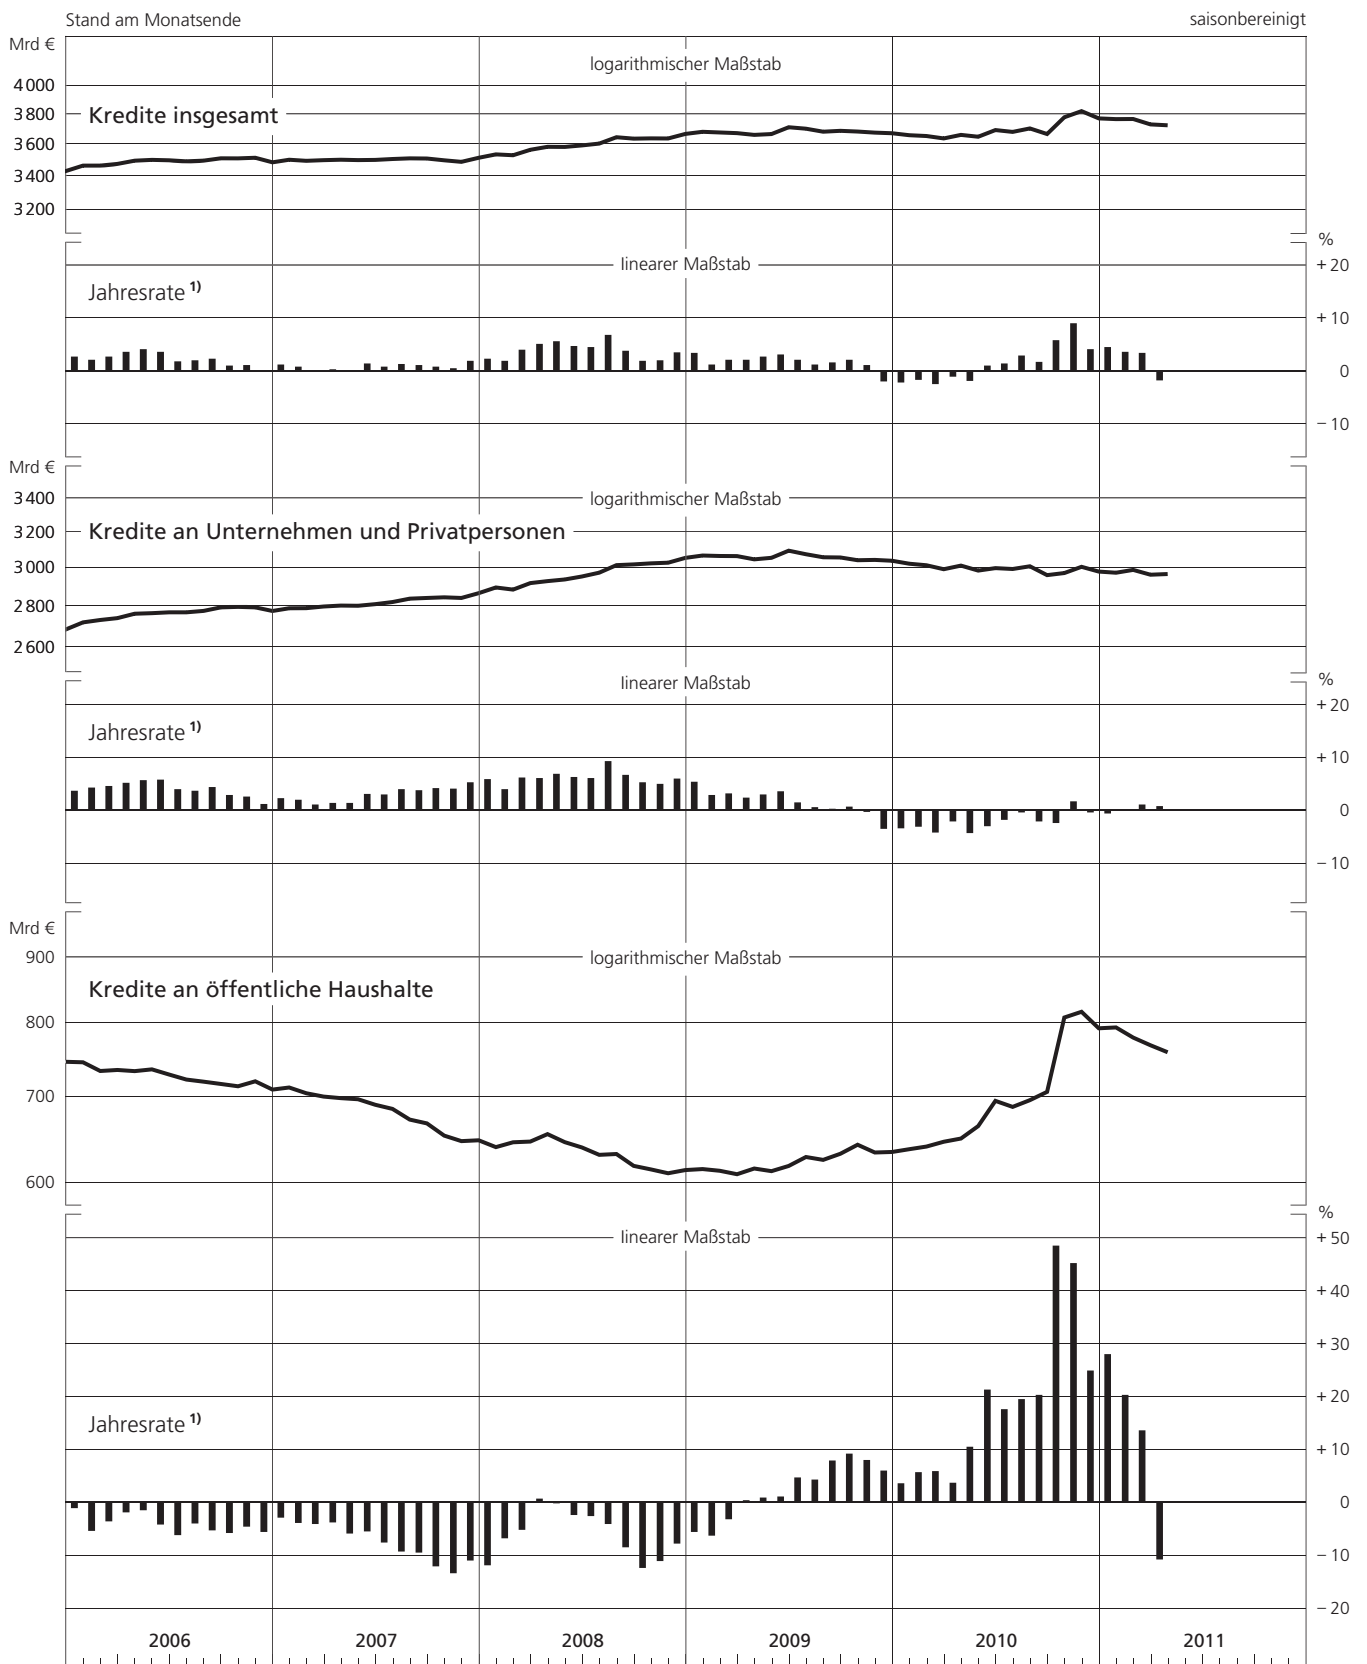 Stand am Monatsende saisonbereinigt
Mrd €
logarithmischer Maßstab
4 000
3 800
Kredite insgesamt
3 600
3 400
3 200
%
linearer Maßstab
+ 20
Jahresrate 1)
+ 10
0
– 10
Mrd €
3 400
logarithmischer Maßstab
3 200
Kredite an Unternehmen und Privatpersonen
3 000
2 800
2 600
%
linearer Maßstab
+ 20
Jahresrate 1)
+ 10
0
– 10
Mrd €
900
logarithmischer Maßstab
Kredite an öffentliche Haushalte
800
700
600
%
linearer Maßstab
+ 50
+ 40
+ 30
+ 20
Jahresrate 1)
+ 10
0
– 10
– 20
2006 2007 2008 2009 2010 2011